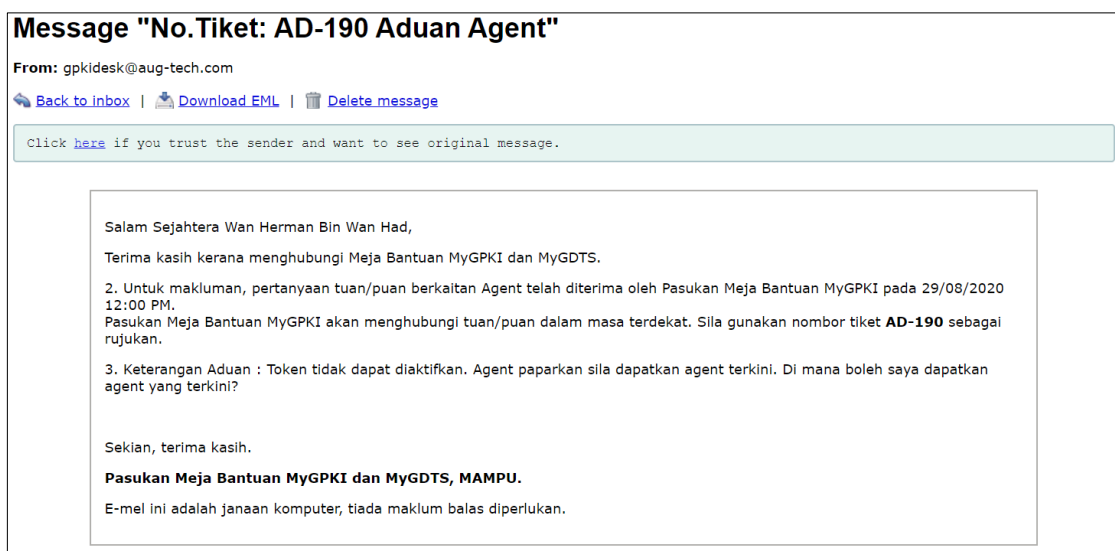 Message "No.Tiket: AD-190 Aduan Agent"
From: gpkidesk@aug-tech.com
Back to inbox | Download EML | Delete message
Click here if you trust the sender and want to see original message.
Salam Sejahtera Wan Herman Bin Wan Had,
Terima kasih kerana menghubungi Meja Bantuan MyGPKI dan MyGDTS.
2. Untuk makluman, pertanyaan tuan/puan berkaitan Agent telah diterima oleh Pasukan Meja Bantuan MyGPKI pada 29/08/2020
12:00 PM.
Pasukan Meja Bantuan MyGPKI akan menghubungi tuan/puan dalam masa terdekat. Sila gunakan nombor tiket AD-190 sebagai
rujukan.
3. Keterangan Aduan : Token tidak dapat diaktifkan. Agent paparkan sila dapatkan agent terkini. Di mana boleh saya dapatkan
agent yang terkini?
Sekian, terima kasih.
Pasukan Meja Bantuan MyGPKI dan MyGDTS, MAMPU.
E-mel ini adalah janaan komputer, tiada maklum balas diperlukan.